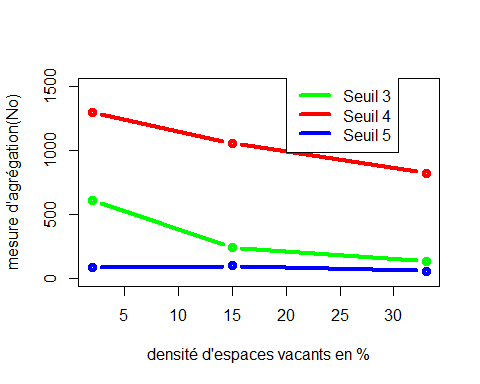 mesure d'agrégation(No)
1500
1000
500
0
Seuil 3
Seuil 4
Seuil 5
5 10 15 20 25 30
densité d'espaces vacants en %